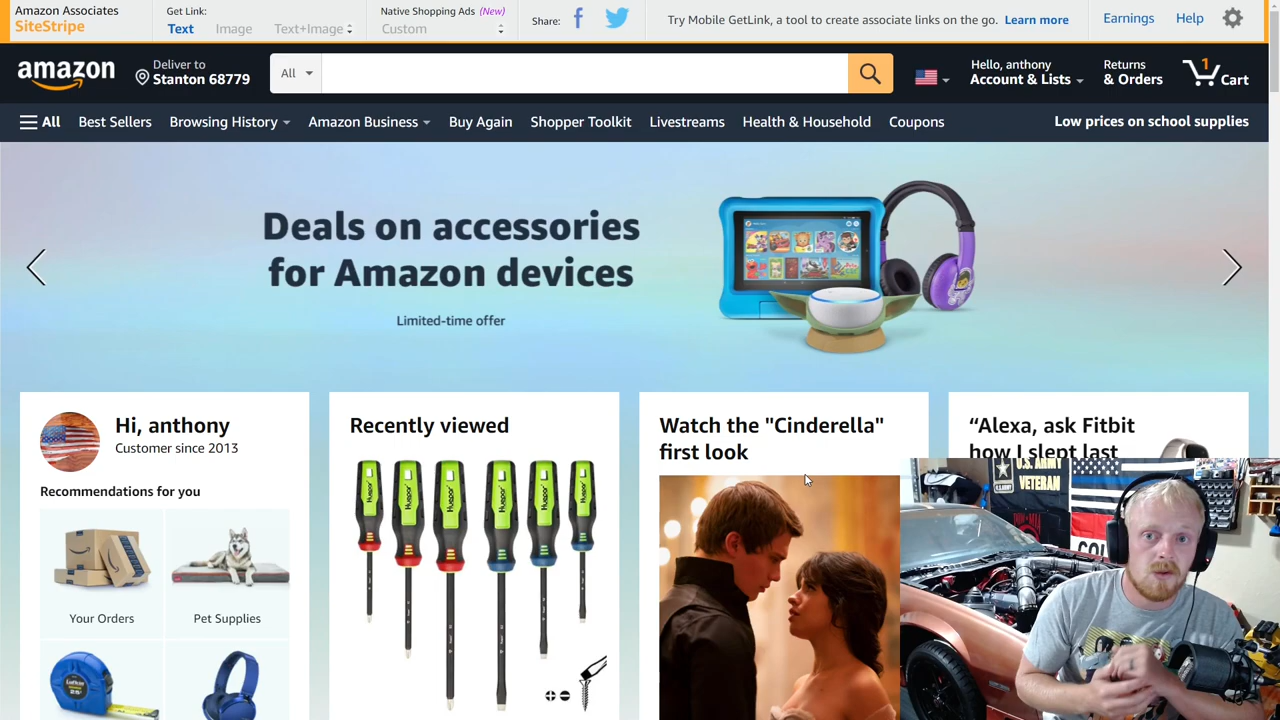 Amazon Associates
SiteStripe
Get Link:
Text
Image
Text+Image
Native Shopping Ads (New)
Custom
Share:
Try Mobile GetLink, a tool to create associate links on the go. Learn more
Earnings
Help
amazon
Deliver to
Stanton 68779
All
Hello, anthony
Account & Lists
Returns
& Orders
1
Cart
All
Best Sellers
Browsing History
Amazon Business
Buy Again
Shopper Toolkit
Livestreams
Health & Household
Coupons
Low prices on school supplies
Deals on accessories
for Amazon devices
Limited-time offer
Hi, anthony
Customer since 2013
Recommendations for you
Your Orders
Pet Supplies
Recently viewed
Watch the "Cinderella"
first look
“Alexa, ask Fitbit
how I slept last
U.S. ARMY
VETERAN